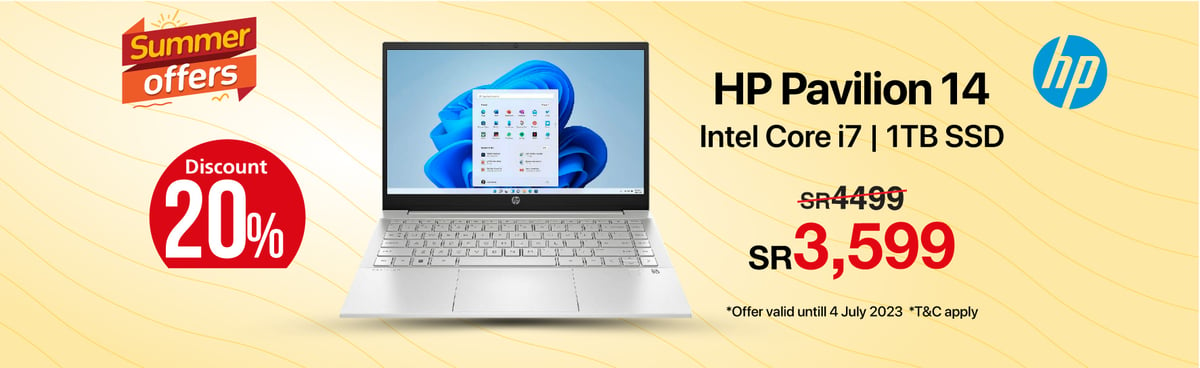 Summer
offers
Discount
20%
HP Pavilion 14
Intel Core i7 | 1TB SSD
SR4499
SR3,599
*Offer valid untill 4 July 2023 *T&C apply
hp
hp